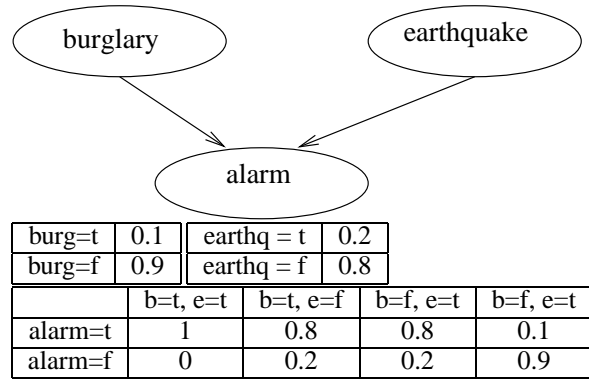 burglary
earthquake
alarm
burg=t 0.1 earthq = t 0.2
burg=f 0.9 earthq = f 0.8
b=t, e=t b=t, e=f b=f, e=t b=f, e=t
alarm=t 1 0.8 0.8 0.1
alarm=f 0 0.2 0.2 0.9